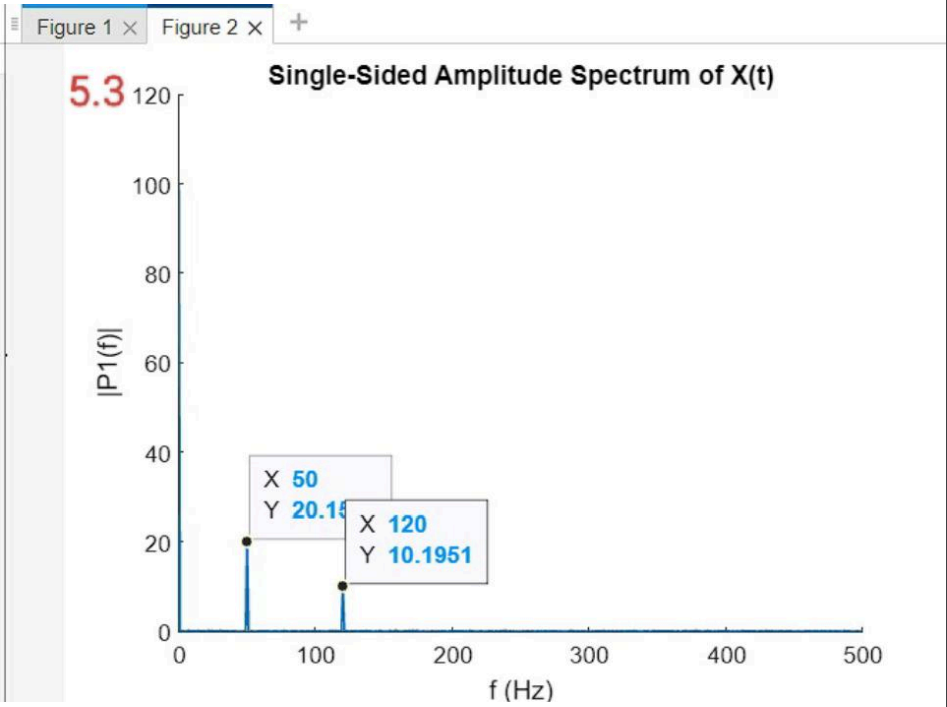 Figure 1 × Figure 2 × +
Single-Sided Amplitude Spectrum of X(t)
5.3
120
100
80
60
40
20
0
|P1(f)|
X 50
Y 20.15
X 120
Y 10.1951
0 100 200 300 400 500
f (Hz)